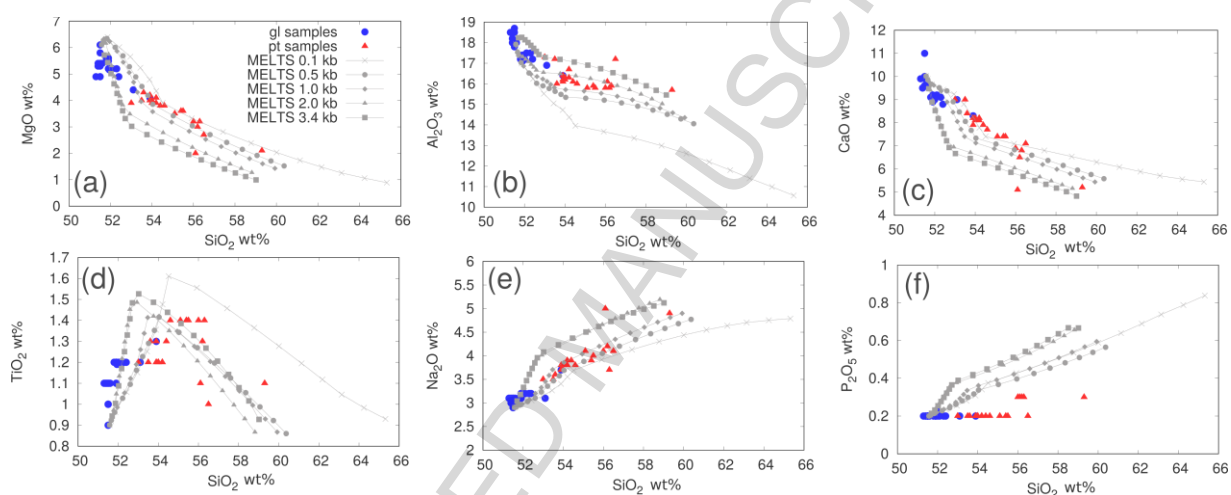 7
6
5
4
3
2
1
0
MgO wt%
gl samples
pt samples
MELTS 0.1 kb
MELTS 0.5 kb
MELTS 1.0 kb
MELTS 2.0 kb
MELTS 3.4 kb
(a)
50 52 54 56 58 60 62 64 66
SiO2 wt%
19
18
17
16
15
14
13
12
11
10
Al2O3 wt%
(b)
50 52 54 56 58 60 62 64 66
SiO2 wt%
12
11
10
9
8
7
6
5
4
CaO wt%
(c)
50 52 54 56 58 60 62 64 66
SiO2 wt%
1.7
1.6
1.5
1.4
1.3
1.2
1.1
1
0.9
0.8
TiO2 wt%
(d)
50 52 54 56 58 60 62 64 66
SiO2 wt%
6
5.5
5
4.5
4
3.5
3
2.5
2
Na2O wt%
(e)
50 52 54 56 58 60 62 64 66
SiO2 wt%
1
0.8
0.6
0.4
0.2
0
P2O5 wt%
(f)
50 52 54 56 58 60 62 64 66
SiO2 wt%
ED MANUSC